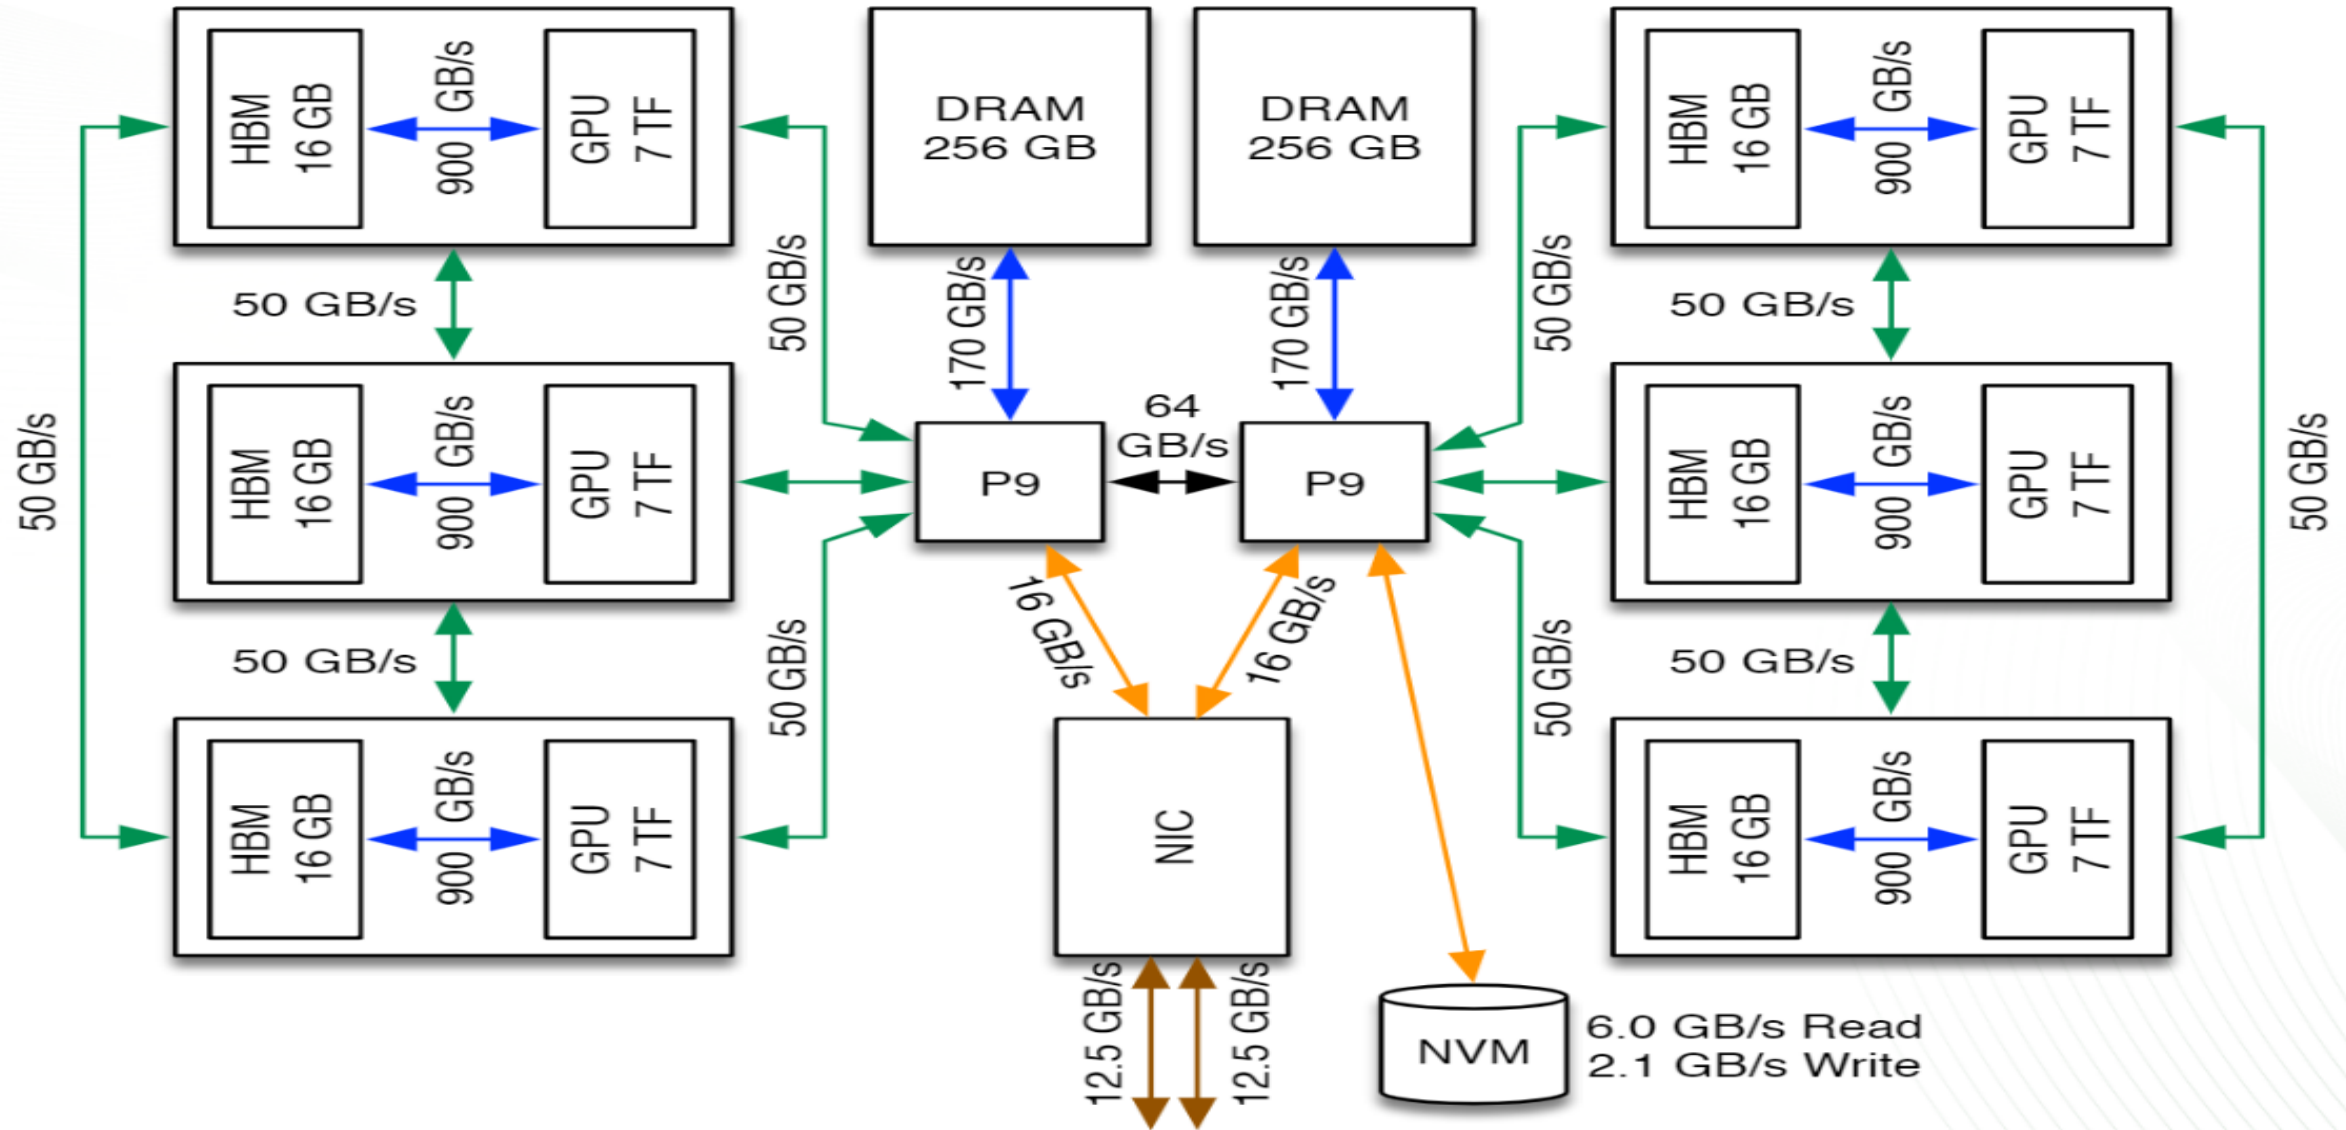 HBM
16 GB
900 GB/s
GPU
7 TF
DRAM
256 GB
DRAM
256 GB
HBM
16 GB
900 GB/s
GPU
7 TF
50 GB/s
50 GB/s
170 GB/s
170 GB/s
50 GB/s
50 GB/s
50 GB/s
HBM
16 GB
900 GB/s
GPU
7 TF
P9
64
GB/s
P9
HBM
16 GB
900 GB/s
GPU
7 TF
50 GB/s
50 GB/s
50 GB/s
16 GB/s
16 GB/s
50 GB/s
50 GB/s
HBM
16 GB
900 GB/s
GPU
7 TF
NIC
HBM
16 GB
900 GB/s
GPU
7 TF
12.5 GB/s
12.5 GB/s
NVM
6.0 GB/s Read
2.1 GB/s Write